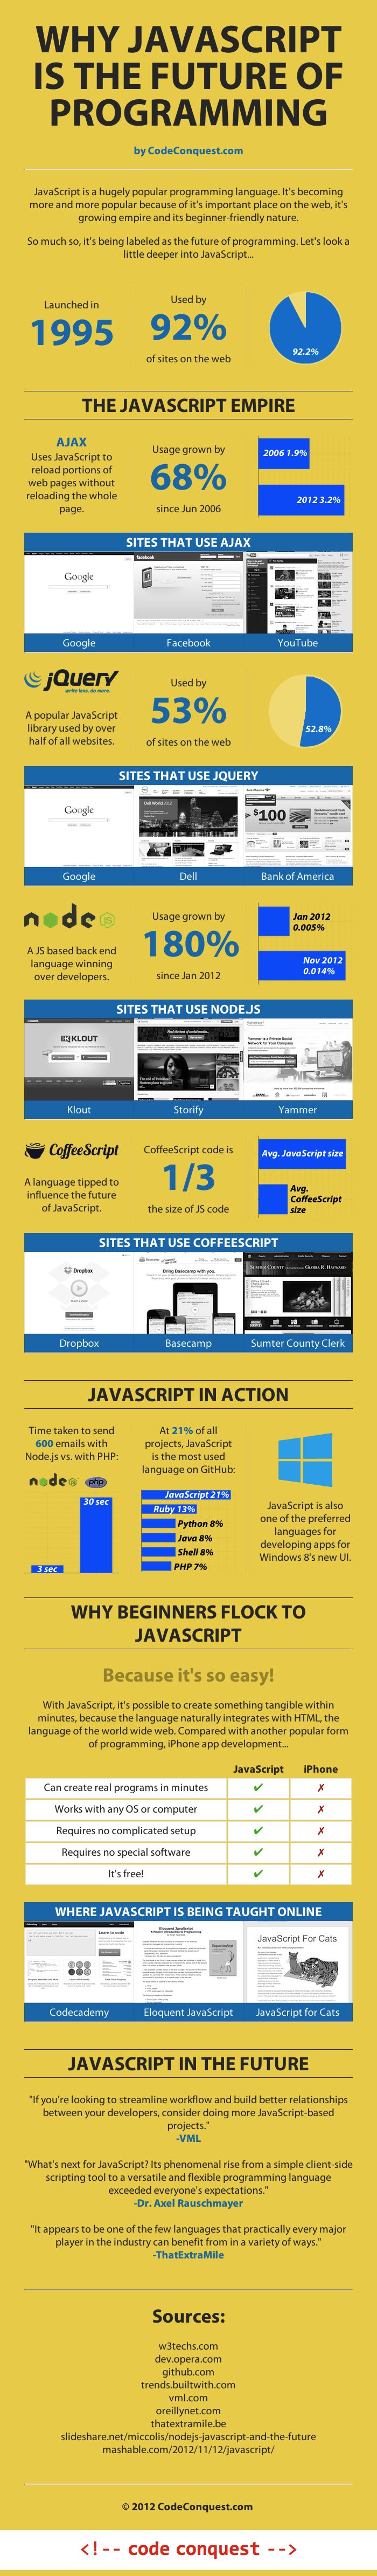 WHY JAVASCRIPT
IS THE FUTURE OF
PROGRAMMING
by CodeConquest.com
JavaScript is a hugely popular programming language. It's becoming
more and more popular because of it's important place on the web, it's
growing empire and its beginner-friendly nature.
So much so, it's being labeled as the future of programming. Let's look a
little deeper into JavaScript...
Launched in
1995
Used by
92%
of sites on the web
92.2%
THE JAVASCRIPT EMPIRE
AJAX
Uses JavaScript to
reload portions of
web pages without
reloading the whole
page.
Usage grown by
68%
since Jun 2006
2006 1.9%
2012 3.2%
SITES THAT USE AJAX
Google
facebook
Google
Facebook
YouTube
jQuery
write less, do more.
A popular JavaScript
library used by over
half of all websites.
Used by
53%
of sites on the web
52.8%
SITES THAT USE JQUERY
Google
$100
Google
Dell
Bank of America
node JS
A JS based back end
language winning
over developers.
Usage grown by
180%
since Jan 2012
Jan 2012
0.005%
Nov 2012
0.014%
SITES THAT USE NODE.JS
KLOUT
Klout
Storify
Yammer
CoffeeScript
A language tipped to
influence the future
of JavaScript.
CoffeeScript code is
1/3
the size of JS code
Avg. JavaScript size
Avg.
CoffeeScript
size
SITES THAT USE COFFEESCRIPT
Dropbox
Bring Basecamp with you.
SUMTER COUNTY
GLORIA R. HAYWARD
Dropbox
Basecamp
Sumter County Clerk
JAVASCRIPT IN ACTION
Time taken to send
600 emails with
Node.js vs. with PHP:
node JS
php
30 sec
3 sec
At 21% of all
projects, JavaScript
is the most used
language on GitHub:
JavaScript 21%
Ruby 13%
Python 8%
Java 8%
Shell 8%
PHP 7%
JavaScript is also
one of the preferred
languages for
developing apps for
Windows 8's new UI.
WHY BEGINNERS FLOCK TO
JAVASCRIPT
Because it's so easy!
With JavaScript, it's possible to create something tangible within
minutes, because the language naturally integrates with HTML, the
language of the world wide web. Compared with another popular form
of programming, iPhone app development...
JavaScript iPhone
Can create real programs in minutes ✔ ✗
Works with any OS or computer ✔ ✗
Requires no complicated setup ✔ ✗
Requires no special software ✔ ✗
It's free! ✔ ✗
WHERE JAVASCRIPT IS BEING TAUGHT ONLINE
Learn to code
Eloquent JavaScript
JavaScript For Cats
Codecademy
Eloquent JavaScript
JavaScript for Cats
JAVASCRIPT IN THE FUTURE
"If you're looking to streamline workflow and build better relationships
between your developers, consider doing more JavaScript-based
projects."
-VML
"What's next for JavaScript? Its phenomenal rise from a simple client-side
scripting tool to a versatile and flexible programming language
exceeded everyone's expectations."
-Dr. Axel Rauschmayer
"It appears to be one of the few languages that practically every major
player in the industry can benefit from in a variety of ways."
-ThatExtraMile
Sources:
w3techs.com
dev.opera.com
github.com
trends.builtwith.com
vml.com
oreillynet.com
thatextramile.be
slideshare.net/miccolis/nodejs-javascript-and-the-future
mashable.com/2012/11/12/javascript/
© 2012 CodeConquest.com
<!-- code conquest -->